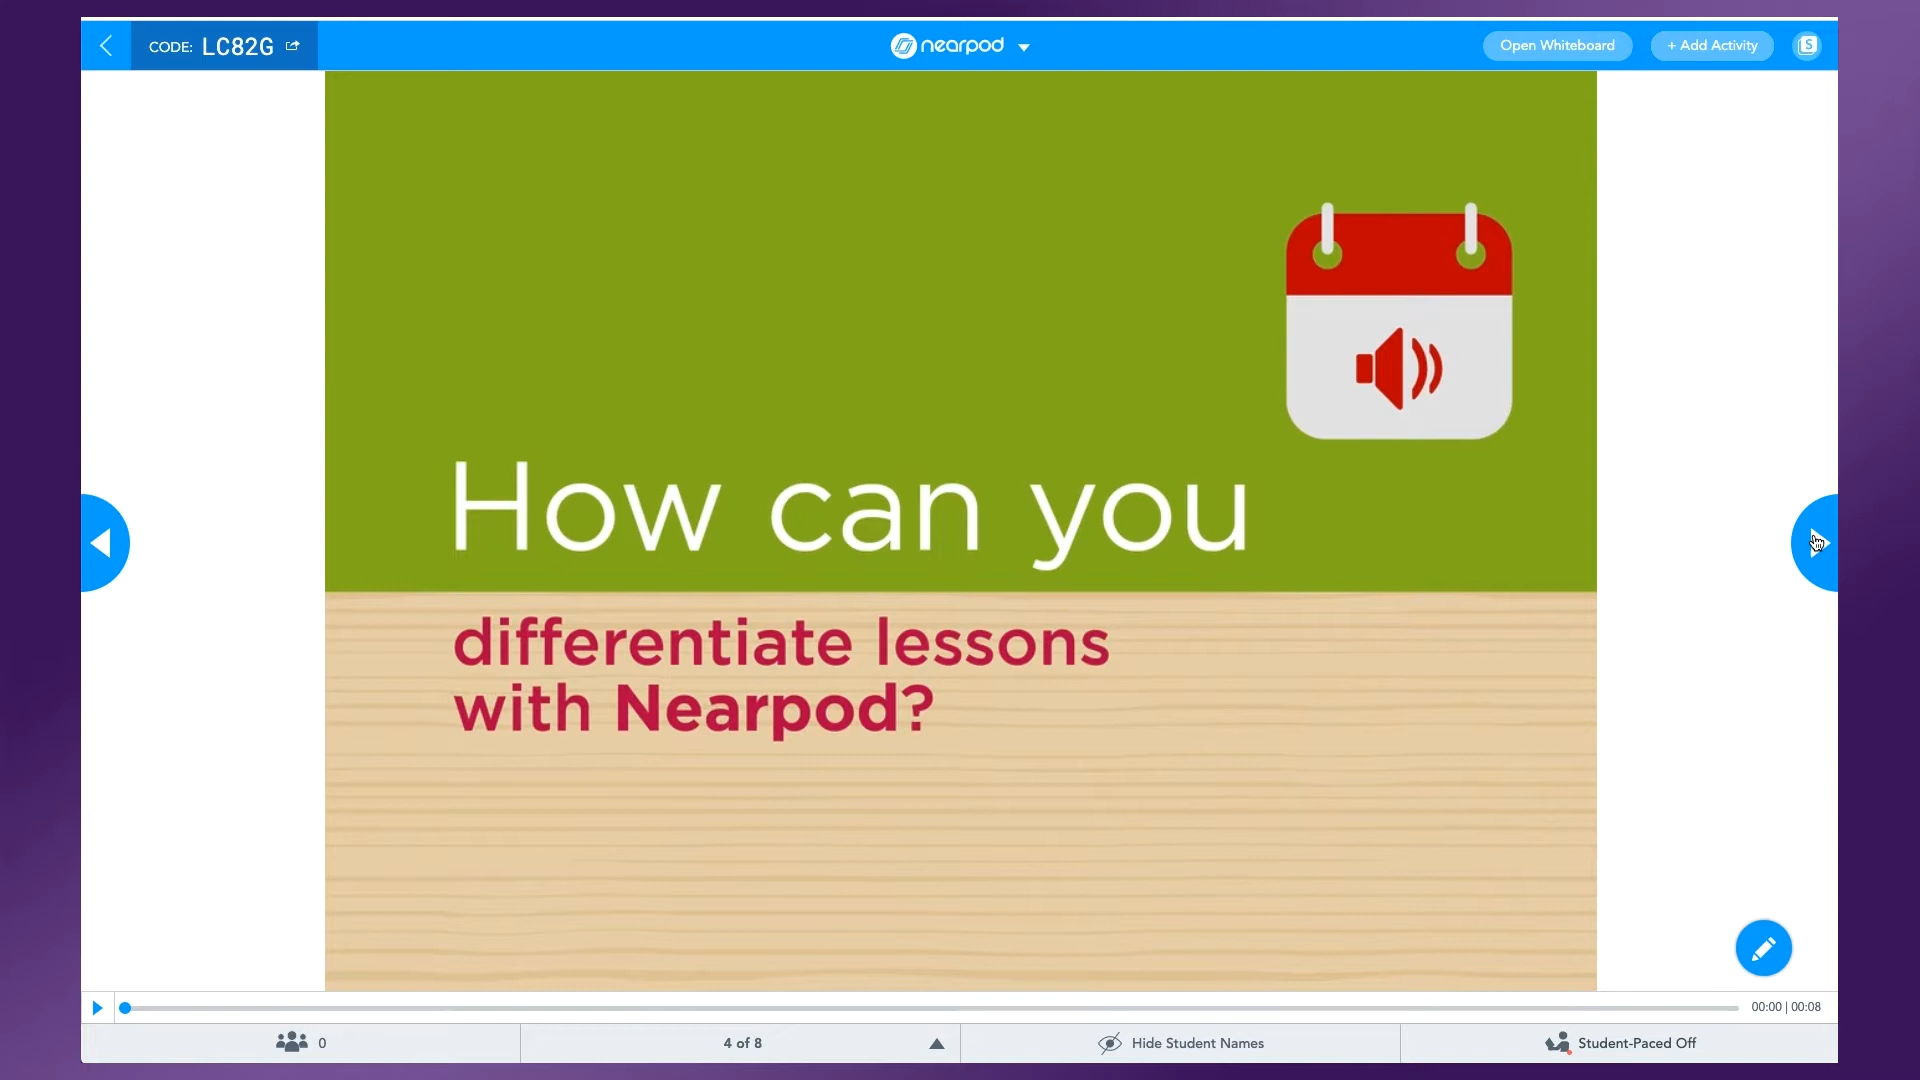 CODE: LC82G
nearpod
Open Whiteboard
+ Add Activity
S
How can you
differentiate lessons
with Nearpod?
00:00 | 00:08
0
4 of 8
Hide Student Names
Student-Paced Off